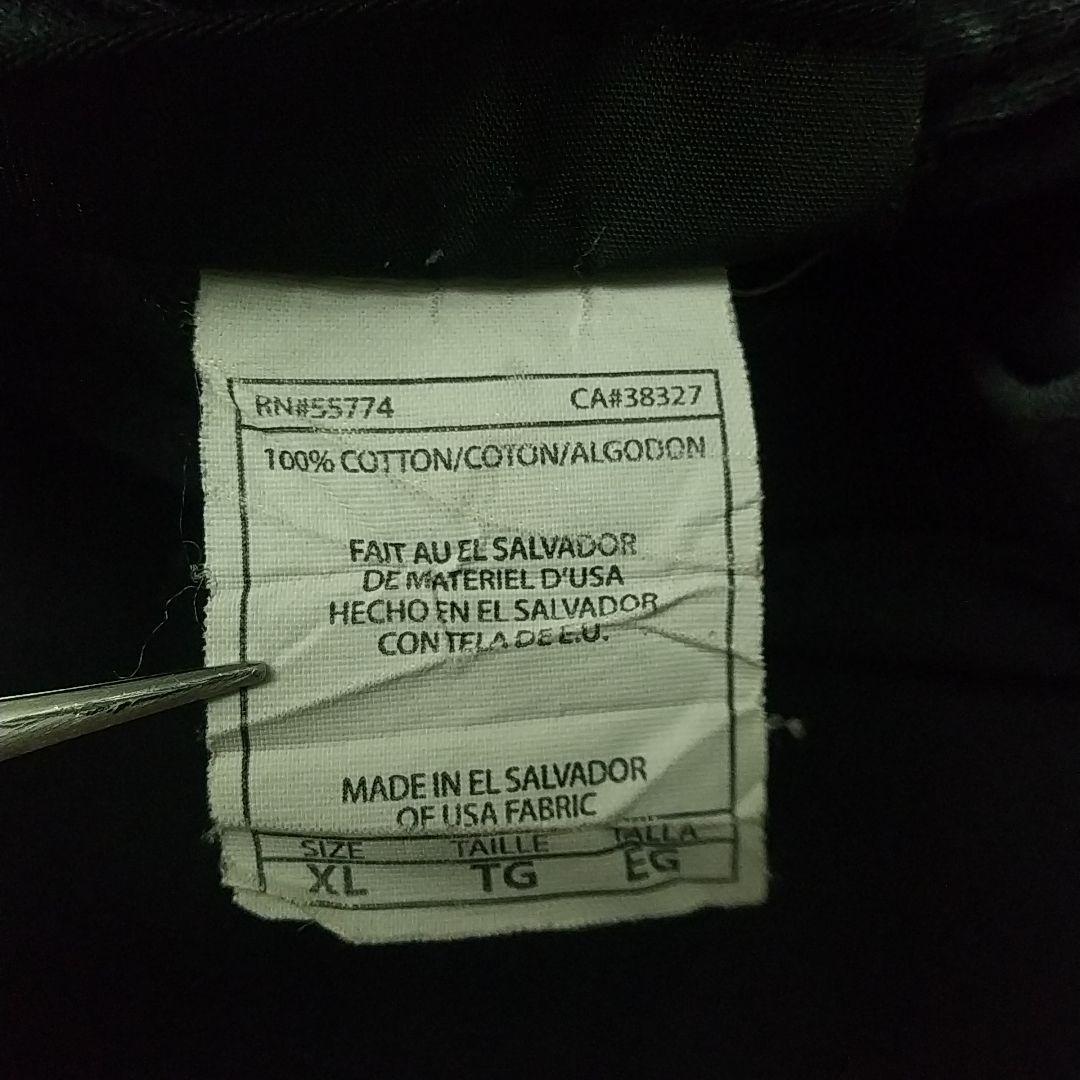 RN#55774 CA#38327
100% COTTON/COTON/ALGODON
FAIT AU EL SALVADOR
DE MATERIEL D'USA
HECHO EN EL SALVADOR
CON TELA DE E.U.
MADE IN EL SALVADOR
OF USA FABRIC
SIZE TAILLE TALLA
XL TG EG